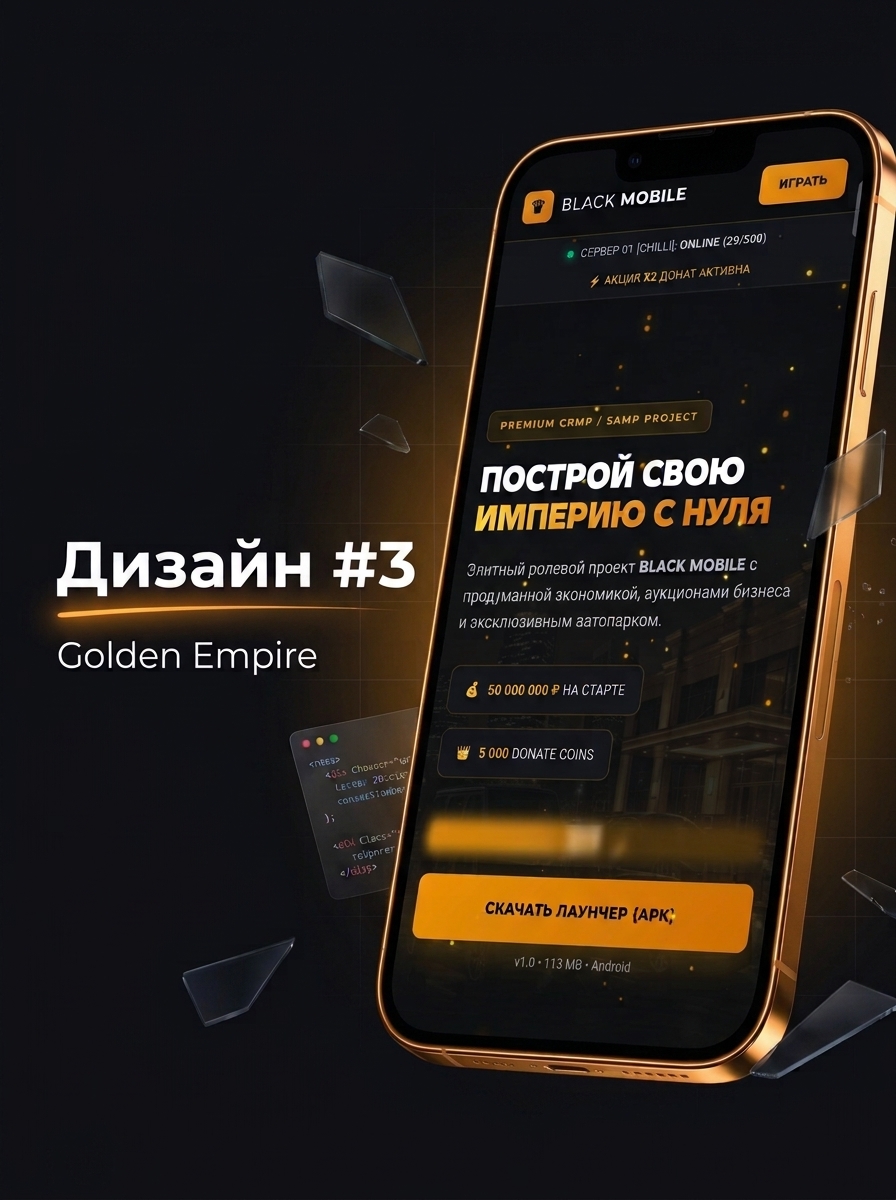 BLACK MOBILE
ИГРАТЬ
СЕРВЕР 01 [CHILLI]: ONLINE (29/500)
⚡ АКЦИЯ X2 ДОНАТ АКТИВНА
PREMIUM CRMP / SAMP PROJECT
ПОСТРОЙ СВОЮ
ИМПЕРИЮ С НУЛЯ
Элитный ролевой проект BLACK MOBILE с
продуманной экономикой, аукционами бизнеса
и эксклюзивным аатопарком.
50 000 000 ₽ НА СТАРТЕ
5 000 DONATE COINS
СКАЧАТЬ ЛАУНЧЕР (APK)
v1.0 • 113 MB • Android
Дизайн #3
Golden Empire